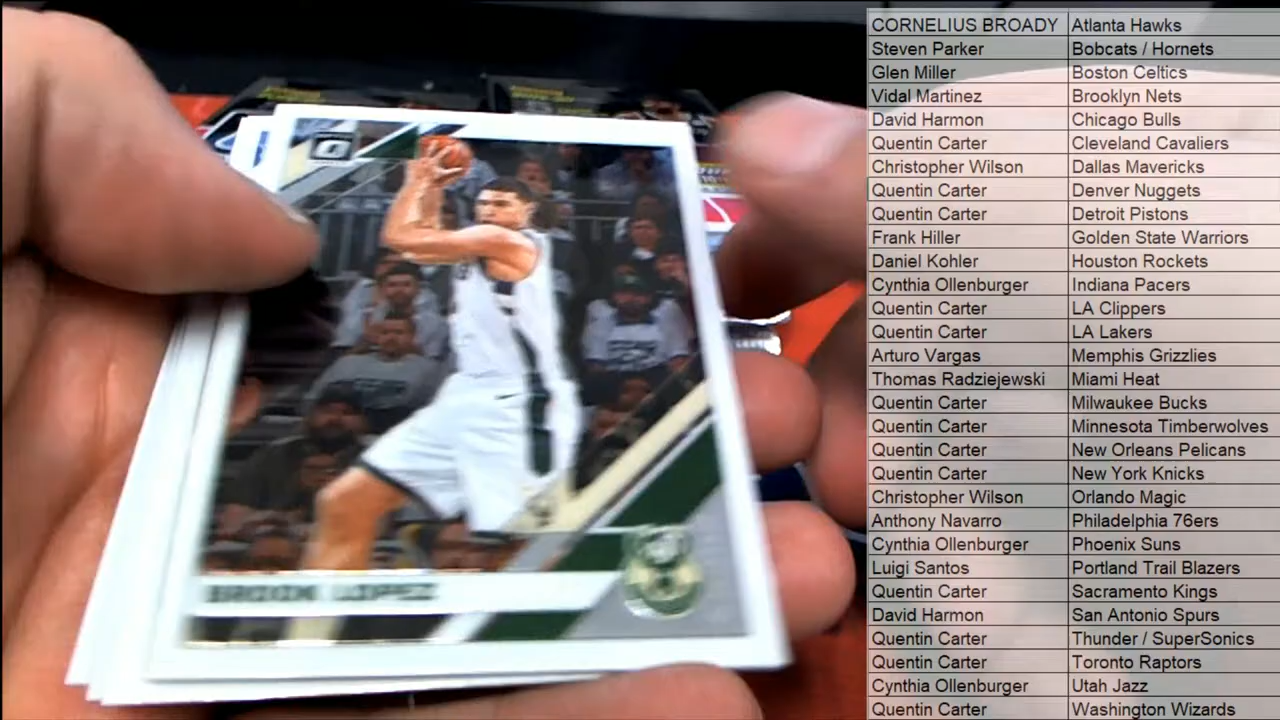 BROOK LOPEZ
CORNELIUS BROADY Atlanta Hawks
Steven Parker Bobcats / Hornets
Glen Miller Boston Celtics
Vidal Martinez Brooklyn Nets
David Harmon Chicago Bulls
Quentin Carter Cleveland Cavaliers
Christopher Wilson Dallas Mavericks
Quentin Carter Denver Nuggets
Quentin Carter Detroit Pistons
Frank Hiller Golden State Warriors
Daniel Kohler Houston Rockets
Cynthia Ollenburger Indiana Pacers
Quentin Carter LA Clippers
Quentin Carter LA Lakers
Arturo Vargas Memphis Grizzlies
Thomas Radziejewski Miami Heat
Quentin Carter Milwaukee Bucks
Quentin Carter Minnesota Timberwolves
Quentin Carter New Orleans Pelicans
Quentin Carter New York Knicks
Christopher Wilson Orlando Magic
Anthony Navarro Philadelphia 76ers
Cynthia Ollenburger Phoenix Suns
Luigi Santos Portland Trail Blazers
Quentin Carter Sacramento Kings
David Harmon San Antonio Spurs
Quentin Carter Thunder / SuperSonics
Quentin Carter Toronto Raptors
Cynthia Ollenburger Utah Jazz
Quentin Carter Washington Wizards